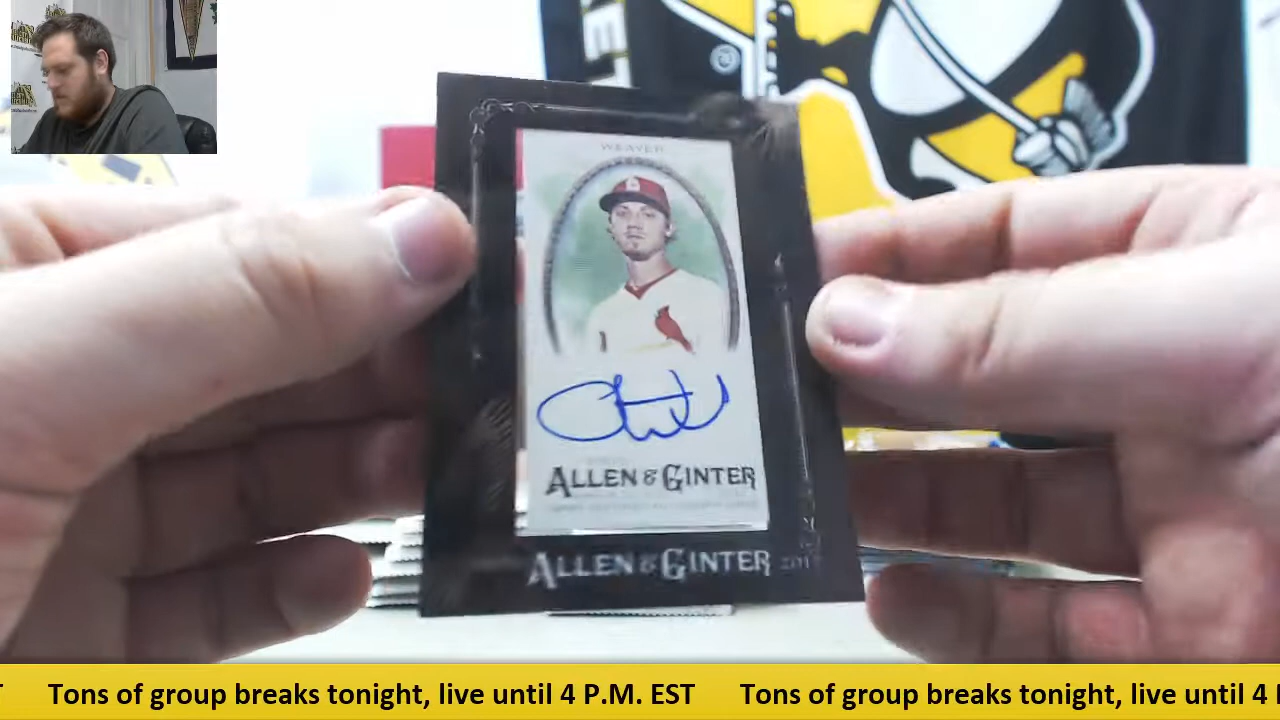 WEAVER
ALLEN & GINTER
ALLEN & GINTER 2017
Tons of group breaks tonight, live until 4 P.M. EST Tons of group breaks tonight, live until 4